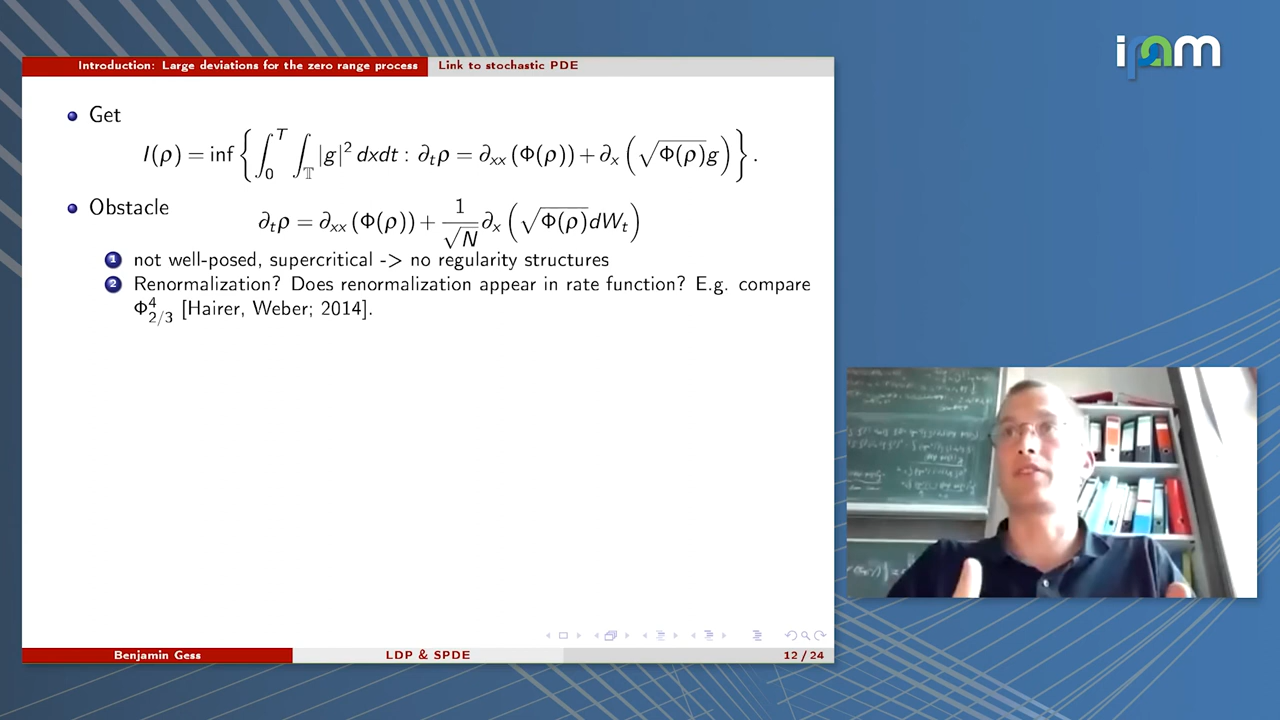 ipam
Introduction: Large deviations for the zero range process Link to stochastic PDE
Get
I(ρ) = inf { ∫_0^T ∫_𝕋 |g|² dxdt : ∂_tρ = ∂_xx (Φ(ρ)) + ∂_x (√Φ(ρ) g) } .
Obstacle
∂_tρ = ∂_xx (Φ(ρ)) + 1/√N ∂_x (√Φ(ρ) dW_t)
1 not well-posed, supercritical -> no regularity structures
2 Renormalization? Does renormalization appear in rate function? E.g. compare
Φ^4_{2/3} [Hairer, Weber; 2014].
Benjamin Gess LDP & SPDE 12 / 24